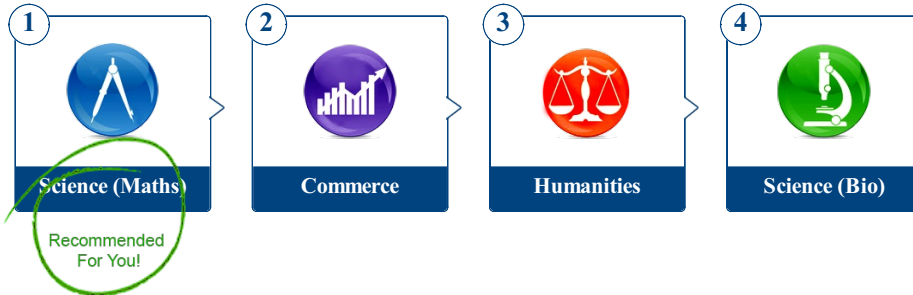 1 2 3 4
Science (Maths) Commerce Humanities Science (Bio)
Recommended
For You!